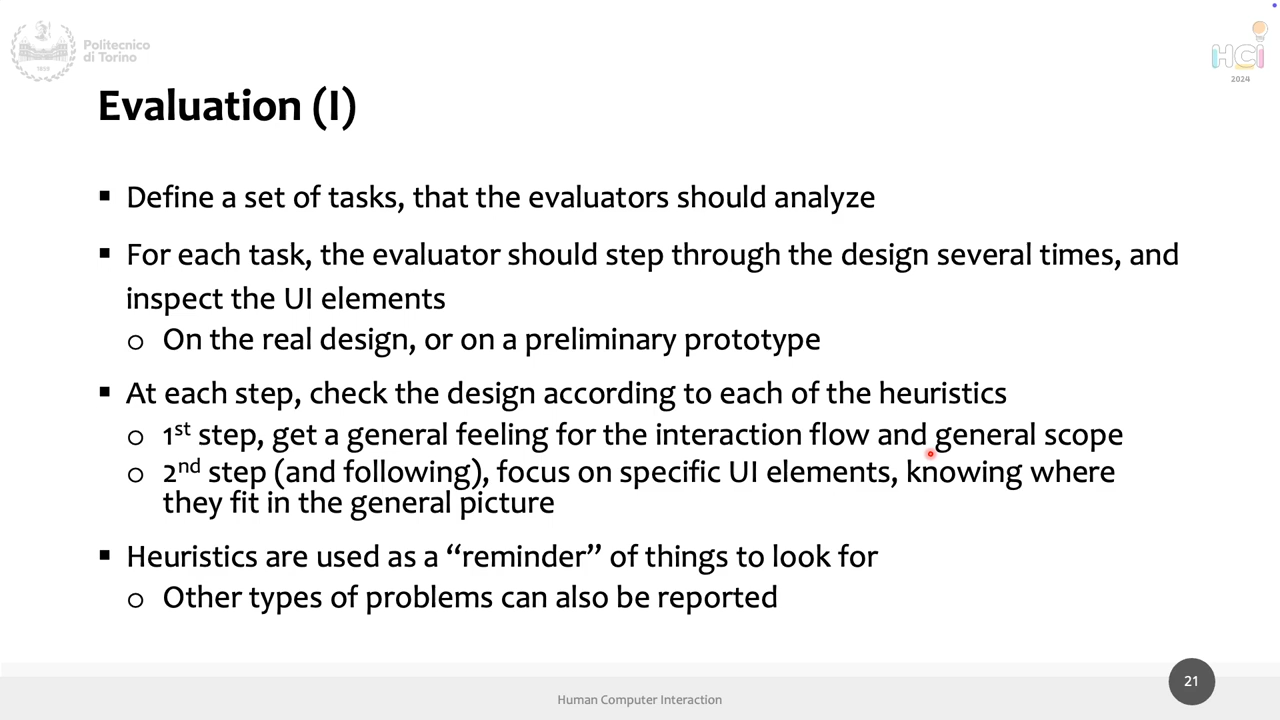 Politecnico
di Torino
1859
HCI
2024
Evaluation (I)
▪ Define a set of tasks, that the evaluators should analyze
▪ For each task, the evaluator should step through the design several times, and
inspect the UI elements
o On the real design, or on a preliminary prototype
▪ At each step, check the design according to each of the heuristics
o 1st step, get a general feeling for the interaction flow and general scope
o 2nd step (and following), focus on specific UI elements, knowing where
they fit in the general picture
▪ Heuristics are used as a “reminder” of things to look for
o Other types of problems can also be reported
Human Computer Interaction
21